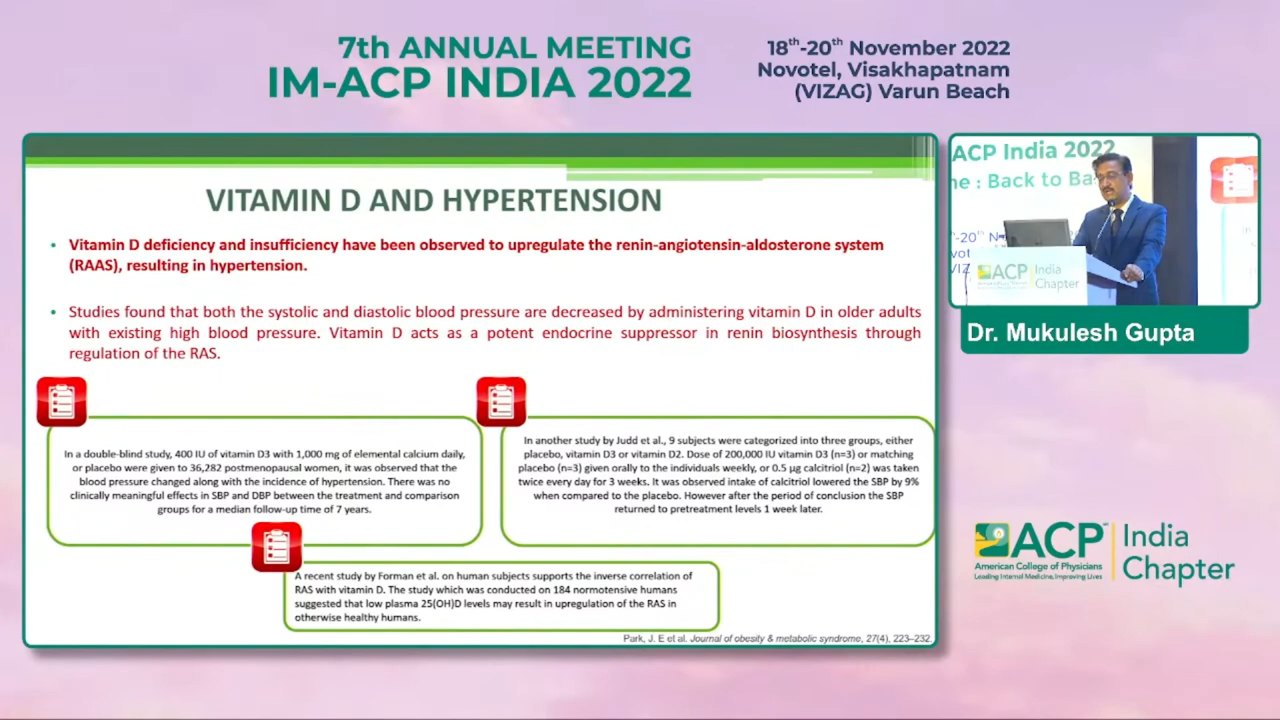 7th ANNUAL MEETING
IM-ACP INDIA 2022
18th-20th November 2022
Novotel, Visakhapatnam
(VIZAG) Varun Beach
VITAMIN D AND HYPERTENSION
• Vitamin D deficiency and insufficiency have been observed to upregulate the renin-angiotensin-aldosterone system
(RAAS), resulting in hypertension.
• Studies found that both the systolic and diastolic blood pressure are decreased by administering vitamin D in older adults
with existing high blood pressure. Vitamin D acts as a potent endocrine suppressor in renin biosynthesis through
regulation of the RAS.
In a double-blind study, 400 IU of vitamin D3 with 1,000 mg of elemental calcium daily,
or placebo were given to 36,282 postmenopausal women, it was observed that the
blood pressure changed along with the incidence of hypertension. There was no
clinically meaningful effects in SBP and DBP between the treatment and comparison
groups for a median follow-up time of 7 years.
In another study by Judd et al., 9 subjects were categorized into three groups, either
placebo, vitamin D3 or vitamin D2. Dose of 200,000 IU vitamin D3 (n=3) or matching
placebo (n=3) given orally to the individuals weekly, or 0.5 μg calcitriol (n=2) was taken
twice every day for 3 weeks. It was observed intake of calcitriol lowered the SBP by 9%
when compared to the placebo. However after the period of conclusion the SBP
returned to pretreatment levels 1 week later.
A recent study by Forman et al. on human subjects supports the inverse correlation of
RAS with vitamin D. The study which was conducted on 184 normotensive humans
suggested that low plasma 25(OH)D levels may result in upregulation of the RAS in
otherwise healthy humans.
Park, J. E et al. Journal of obesity & metabolic syndrome, 27(4), 223–232.
ACP India 2022
ne : Back to Ba
-20th N
vot
VIZ
ACP India
Chapter
Dr. Mukulesh Gupta
ACP
American College of Physicians
Leading Internal Medicine, Improving Lives
India
Chapter